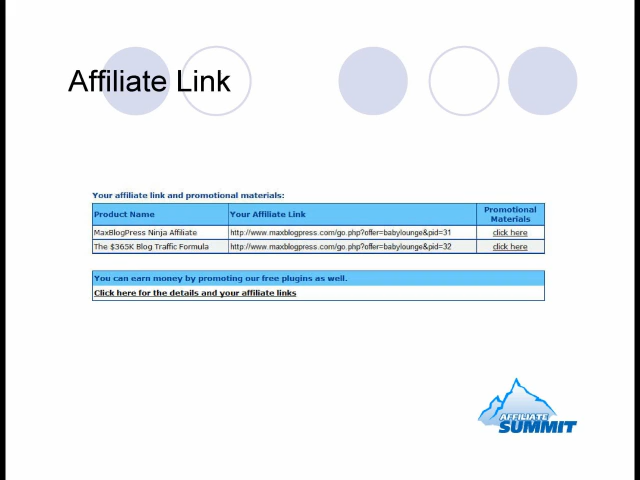 Affiliate Link
Your affiliate link and promotional materials:
Product Name Your Affiliate Link Promotional Materials
MaxBlogPress Ninja Affiliate http://www.maxblogpress.com/go.php?offer=babylounge&pid=31 click here
The $365K Blog Traffic Formula http://www.maxblogpress.com/go.php?offer=babylounge&pid=32 click here
You can earn money by promoting our free plugins as well.
Click here for the details and your affiliate links
AFFILIATE
SUMMIT